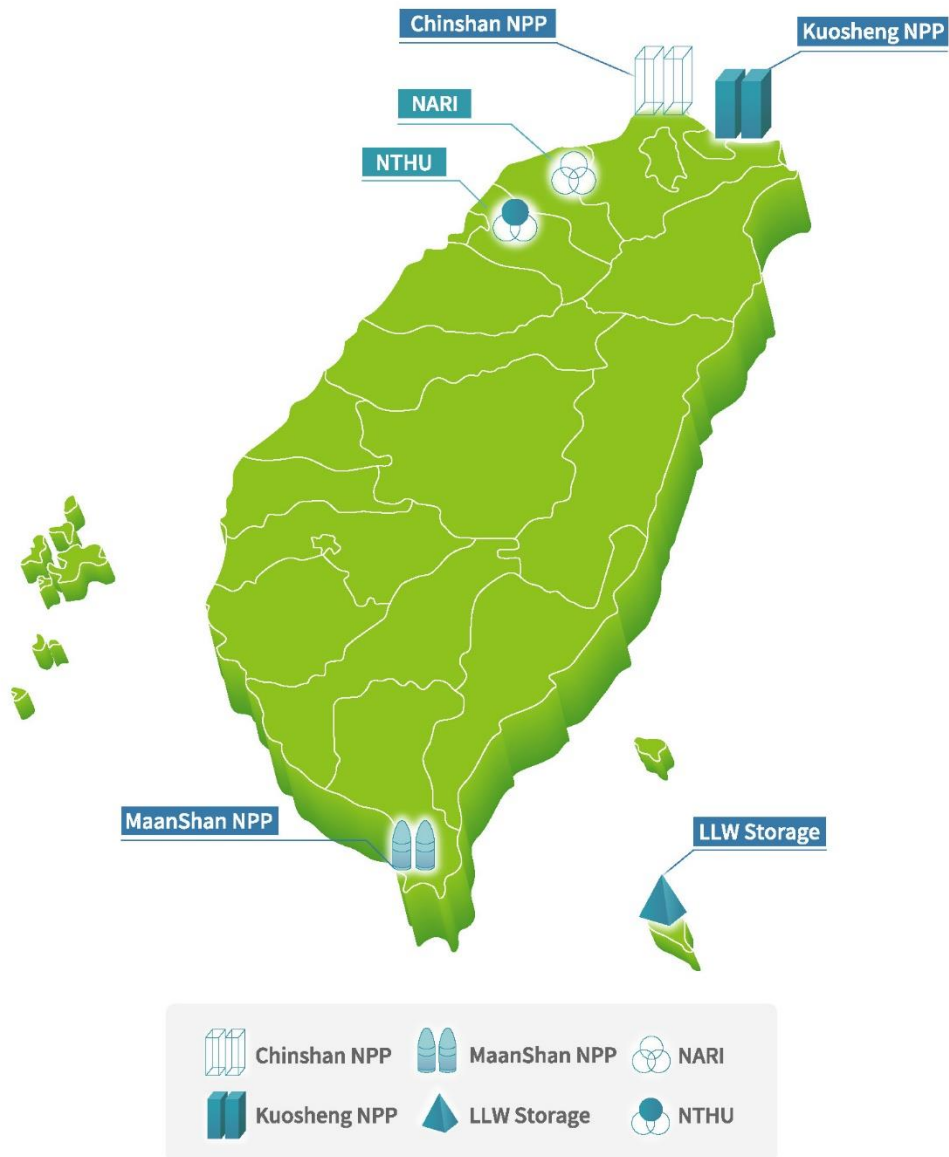 Chinshan NPP
Kuosheng NPP
NARI
NTHU
MaanShan NPP
LLW Storage
Chinshan NPP
MaanShan NPP
NARI
Kuosheng NPP
LLW Storage
NTHU